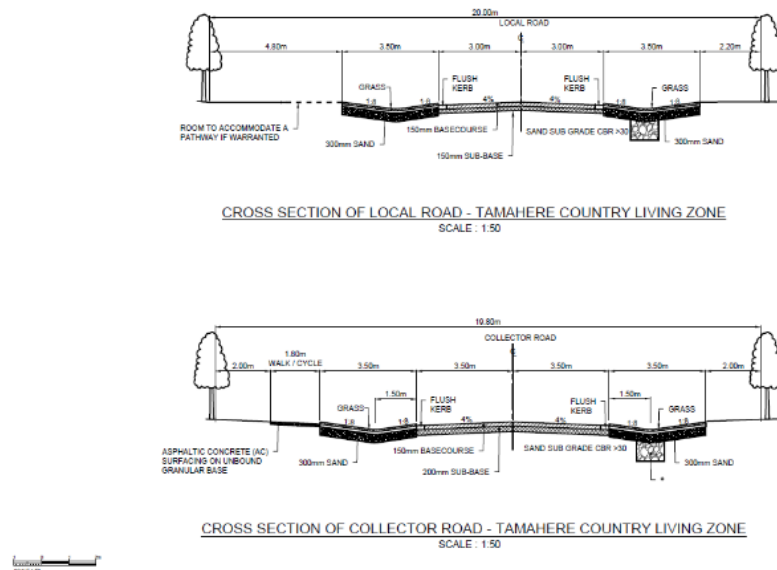 20.00m
LOCAL ROAD
4.80m 3.50m 3.00m 3.00m 3.50m 2.20m
GRASS FLUSH KERB FLUSH KERB GRASS
1:8 1:8 4% 4% 1:8 1:8
ROOM TO ACCOMMODATE A
PATHWAY IF WARRANTED
300mm SAND
150mm BASECOURSE
150mm SUB-BASE
SAND SUB GRADE CBR >30
300mm SAND
CROSS SECTION OF LOCAL ROAD - TAMAHERE COUNTRY LIVING ZONE
SCALE : 1:50
19.80m
COLLECTOR ROAD
1.80m
WALK / CYCLE
2.00m 3.50m 3.50m 3.50m 3.50m 2.00m
1.50m 1.50m
GRASS FLUSH KERB FLUSH KERB GRASS
1:8 1:8 4% 4% 1:8 1:8
ASPHALTIC CONCRETE (AC)
SURFACING ON UNBOUND
GRANULAR BASE
300mm SAND
150mm BASECOURSE
200mm SUB-BASE
SAND SUB GRADE CBR >30
300mm SAND
*
CROSS SECTION OF COLLECTOR ROAD - TAMAHERE COUNTRY LIVING ZONE
SCALE : 1:50